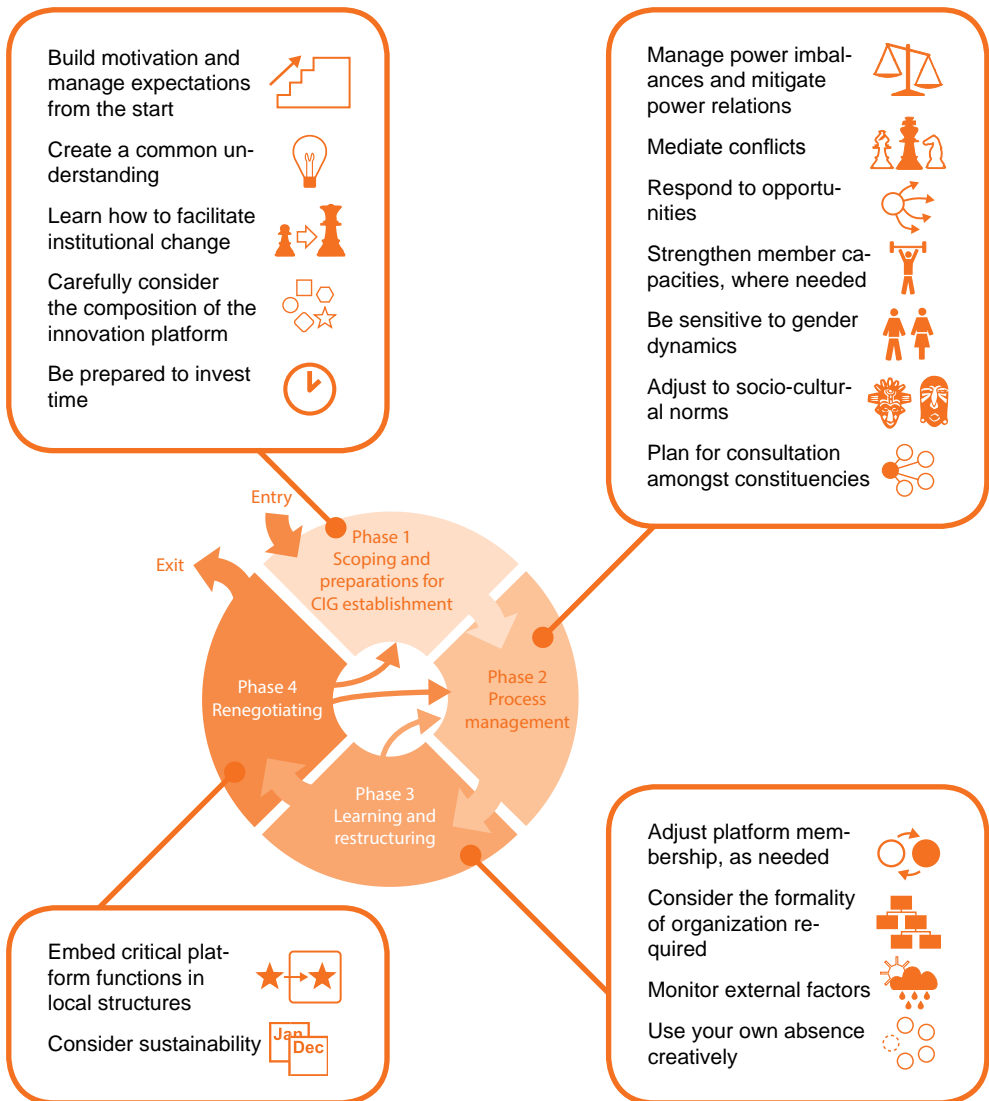 Build motivation and
manage expectations
from the start
Create a common un-
derstanding
Learn how to facilitate
institutional change
Carefully consider
the composition of the
innovation platform
Be prepared to invest
time
Manage power imbal-
ances and mitigate
power relations
Mediate conflicts
Respond to opportu-
nities
Strengthen member ca-
pacities, where needed
Be sensitive to gender
dynamics
Adjust to socio-cultur-
al norms
Plan for consultation
amongst constituencies
Entry
Exit
Phase 1
Scoping and
preparations for
CIG establishment
Phase 2
Process
management
Phase 3
Learning and
restructuring
Phase 4
Renegotiating
Embed critical plat-
form functions in
local structures
Consider sustainability
Jan
Dec
Adjust platform mem-
bership, as needed
Consider the formality
of organization re-
quired
Monitor external factors
Use your own absence
creatively